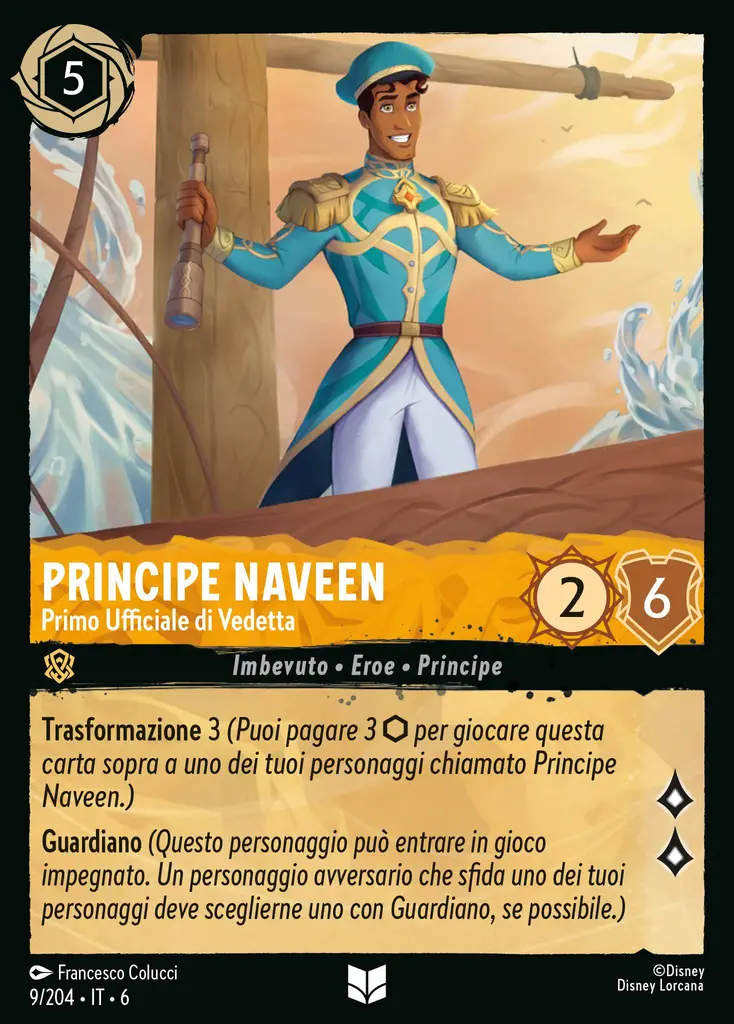 5
PRINCIPE NAVEEN
Primo Ufficiale di Vedetta
2
6
Imbevuto • Eroe • Principe
Trasformazione 3 (Puoi pagare 3 ⬡ per giocare questa
carta sopra a uno dei tuoi personaggi chiamato Principe
Naveen.)
Guardiano (Questo personaggio può entrare in gioco
impegnato. Un personaggio avversario che sfida uno dei tuoi
personaggi deve sceglierne uno con Guardiano, se possibile.)
Francesco Colucci
9/204 • IT • 6
©Disney
Disney Lorcana